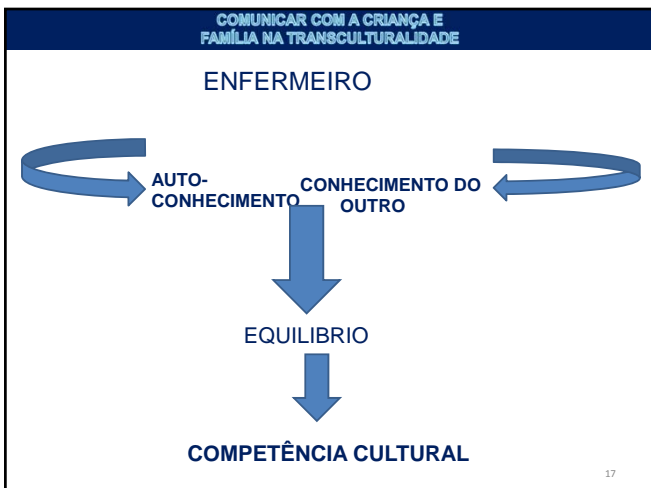 COMUNICAR COM A CRIANÇA E
FAMÍLIA NA TRANSCULTURALIDADE
ENFERMEIRO
AUTO-
CONHECIMENTO
CONHECIMENTO DO
OUTRO
EQUILIBRIO
COMPETÊNCIA CULTURAL
17